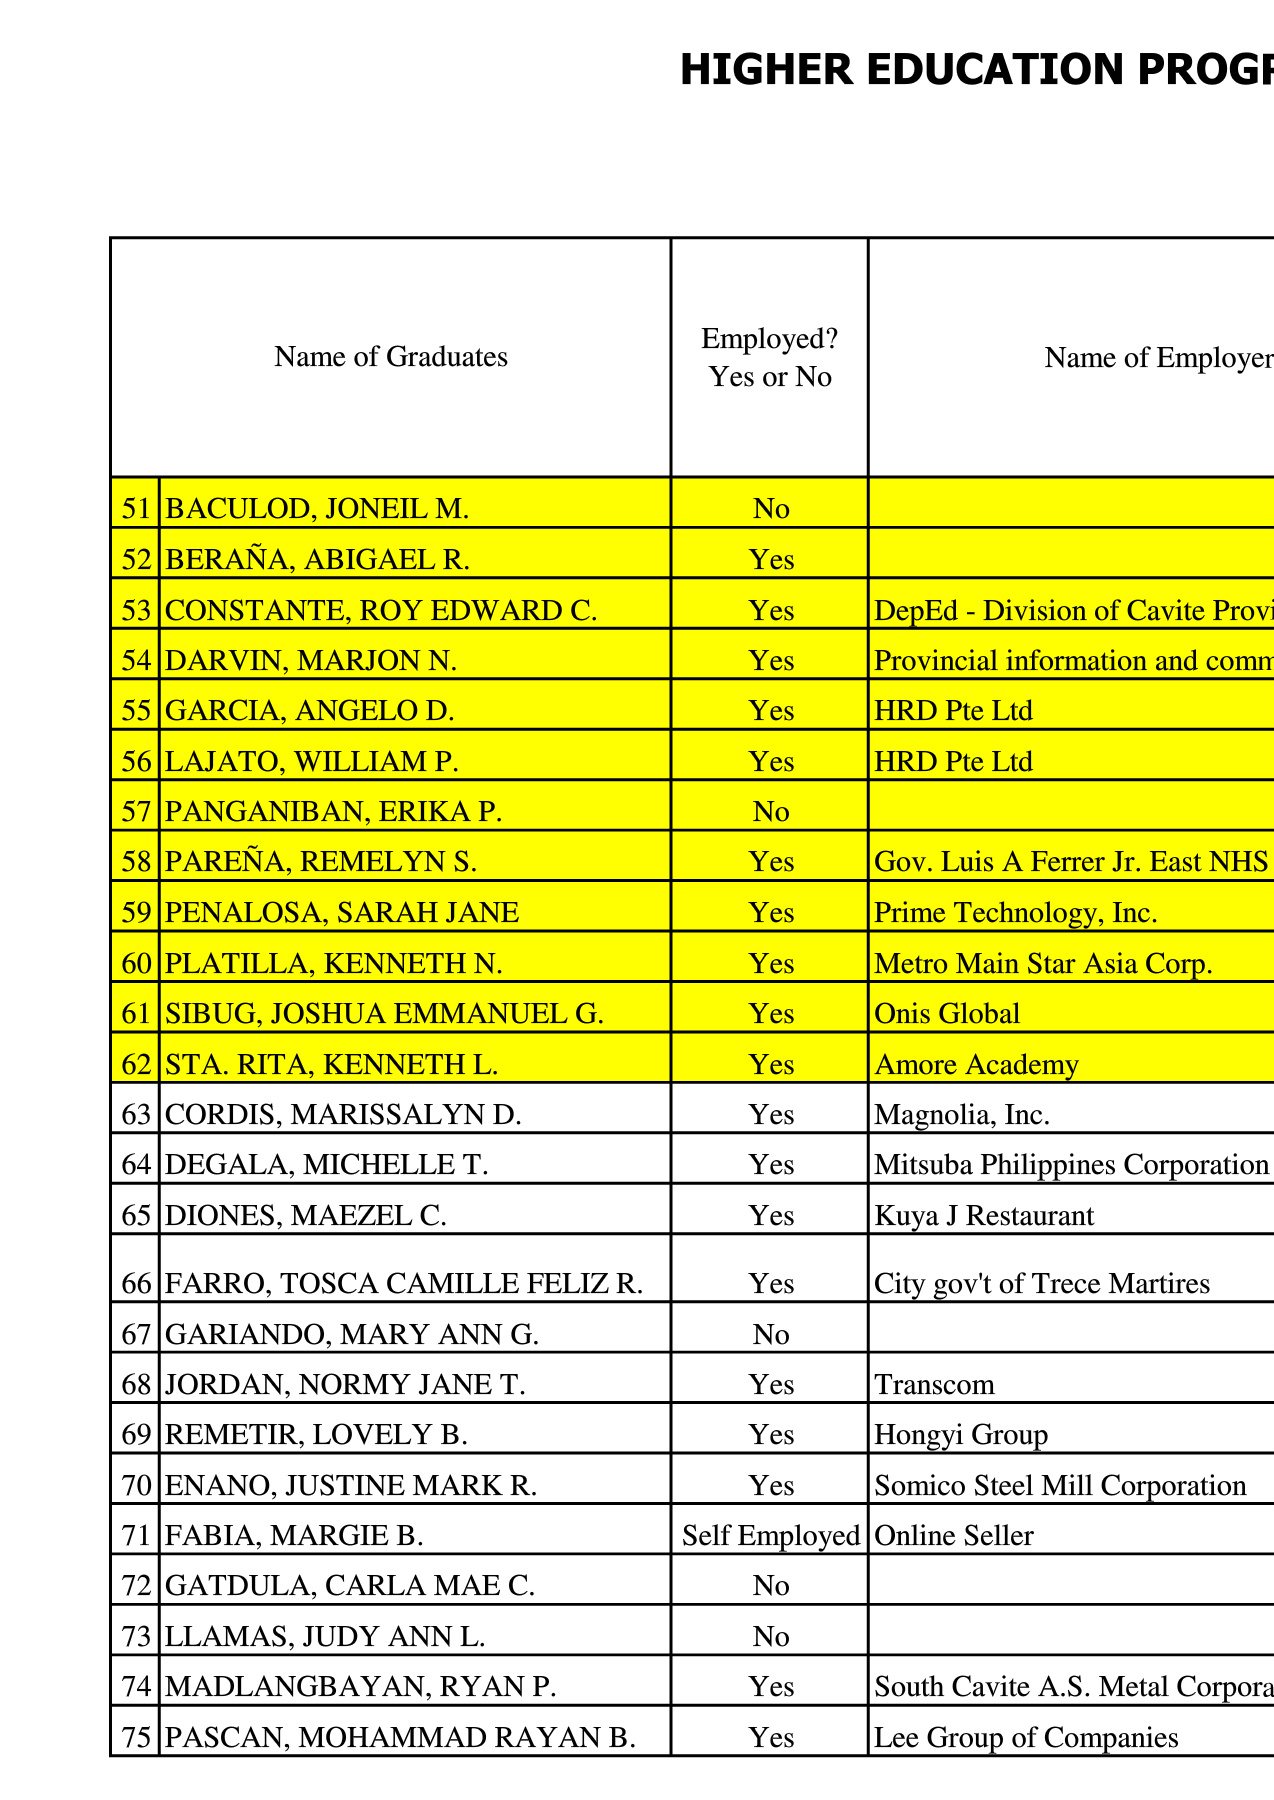 HIGHER EDUCATION PROGR
Name of Graduates
Employed?
Yes or No
Name of Employer
51 BACULOD, JONEIL M. No
52 BERAÑA, ABIGAEL R. Yes
53 CONSTANTE, ROY EDWARD C. Yes DepEd - Division of Cavite Provi
54 DARVIN, MARJON N. Yes Provincial information and comm
55 GARCIA, ANGELO D. Yes HRD Pte Ltd
56 LAJATO, WILLIAM P. Yes HRD Pte Ltd
57 PANGANIBAN, ERIKA P. No
58 PAREÑA, REMELYN S. Yes Gov. Luis A Ferrer Jr. East NHS
59 PENALOSA, SARAH JANE Yes Prime Technology, Inc.
60 PLATILLA, KENNETH N. Yes Metro Main Star Asia Corp.
61 SIBUG, JOSHUA EMMANUEL G. Yes Onis Global
62 STA. RITA, KENNETH L. Yes Amore Academy
63 CORDIS, MARISSALYN D. Yes Magnolia, Inc.
64 DEGALA, MICHELLE T. Yes Mitsuba Philippines Corporation
65 DIONES, MAEZEL C. Yes Kuya J Restaurant
66 FARRO, TOSCA CAMILLE FELIZ R. Yes City gov't of Trece Martires
67 GARIANDO, MARY ANN G. No
68 JORDAN, NORMY JANE T. Yes Transcom
69 REMETIR, LOVELY B. Yes Hongyi Group
70 ENANO, JUSTINE MARK R. Yes Somico Steel Mill Corporation
71 FABIA, MARGIE B. Self Employed Online Seller
72 GATDULA, CARLA MAE C. No
73 LLAMAS, JUDY ANN L. No
74 MADLANGBAYAN, RYAN P. Yes South Cavite A.S. Metal Corpora
75 PASCAN, MOHAMMAD RAYAN B. Yes Lee Group of Companies